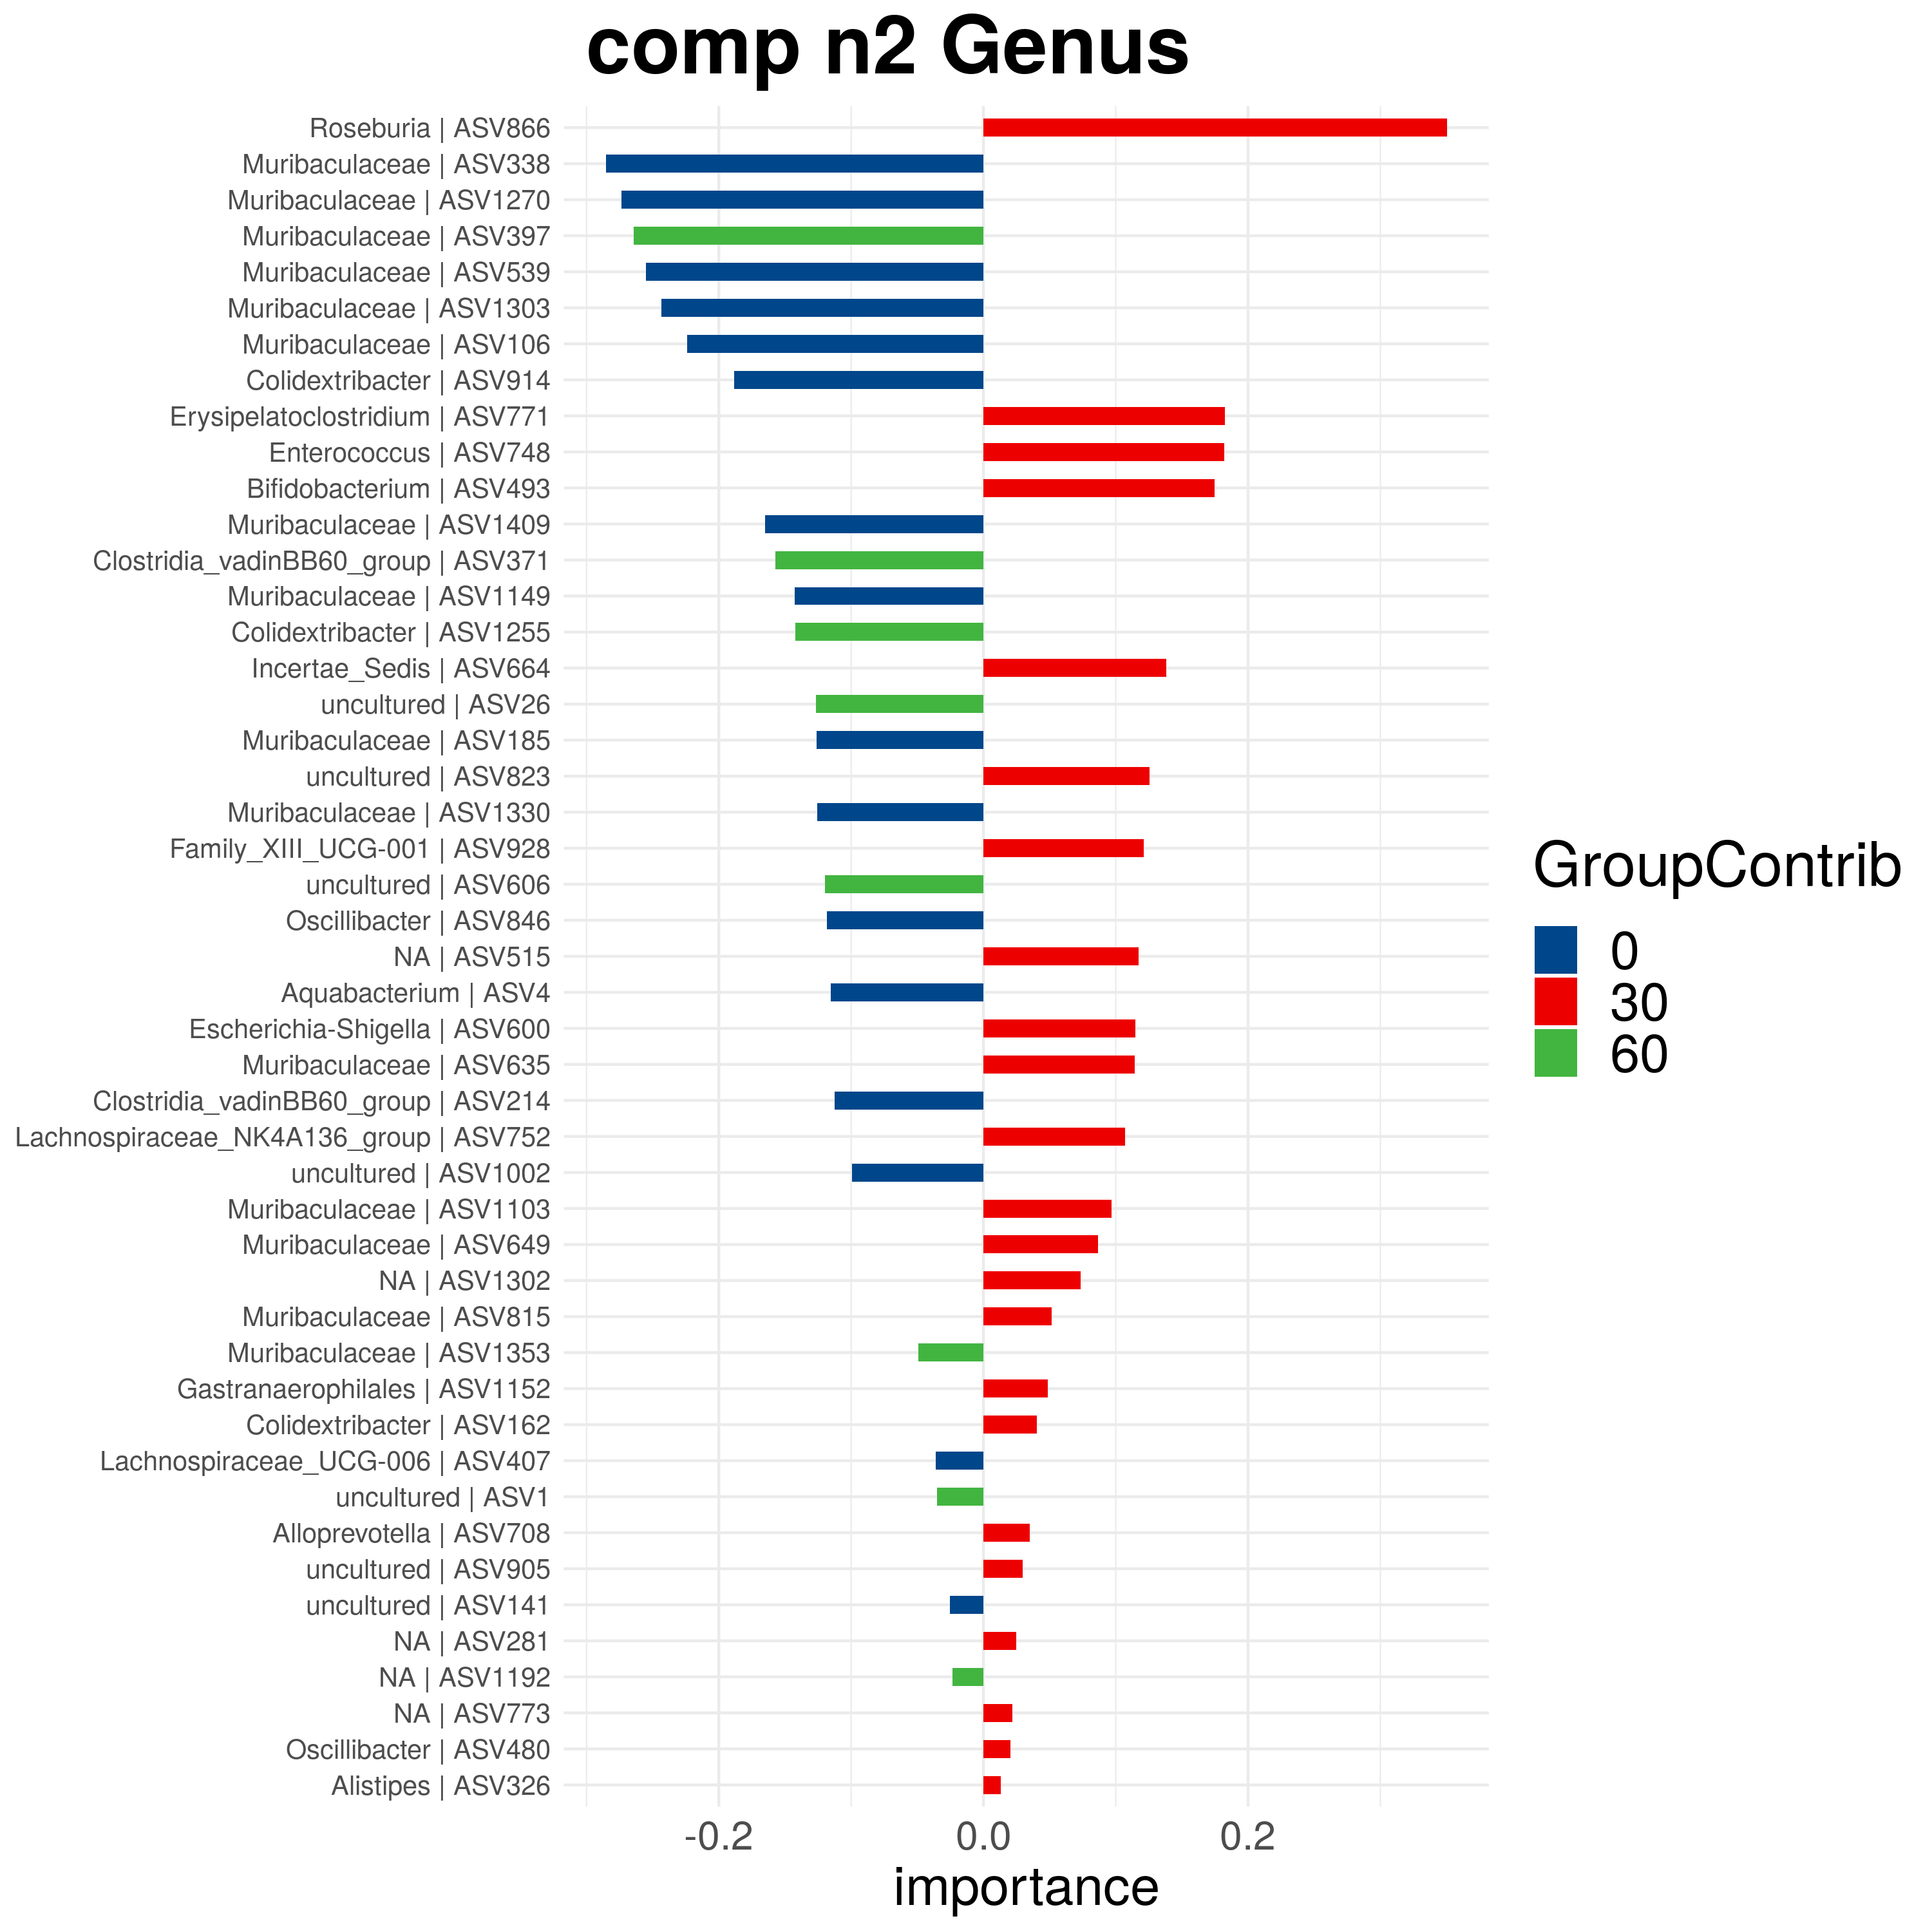 comp n2 Genus
Roseburia | ASV866
Muribaculaceae | ASV338
Muribaculaceae | ASV1270
Muribaculaceae | ASV397
Muribaculaceae | ASV539
Muribaculaceae | ASV1303
Muribaculaceae | ASV106
Colidextribacter | ASV914
Erysipelatoclostridium | ASV771
Enterococcus | ASV748
Bifidobacterium | ASV493
Muribaculaceae | ASV1409
Clostridia_vadinBB60_group | ASV371
Muribaculaceae | ASV1149
Colidextribacter | ASV1255
Incertae_Sedis | ASV664
uncultured | ASV26
Muribaculaceae | ASV185
uncultured | ASV823
Muribaculaceae | ASV1330
Family_XIII_UCG-001 | ASV928
uncultured | ASV606
Oscillibacter | ASV846
NA | ASV515
Aquabacterium | ASV4
Escherichia-Shigella | ASV600
Muribaculaceae | ASV635
Clostridia_vadinBB60_group | ASV214
Lachnospiraceae_NK4A136_group | ASV752
uncultured | ASV1002
Muribaculaceae | ASV1103
Muribaculaceae | ASV649
NA | ASV1302
Muribaculaceae | ASV815
Muribaculaceae | ASV1353
Gastranaerophilales | ASV1152
Colidextribacter | ASV162
Lachnospiraceae_UCG-006 | ASV407
uncultured | ASV1
Alloprevotella | ASV708
uncultured | ASV905
uncultured | ASV141
NA | ASV281
NA | ASV1192
NA | ASV773
Oscillibacter | ASV480
Alistipes | ASV326
-0.2 0.0 0.2
importance
GroupContrib
0
30
60